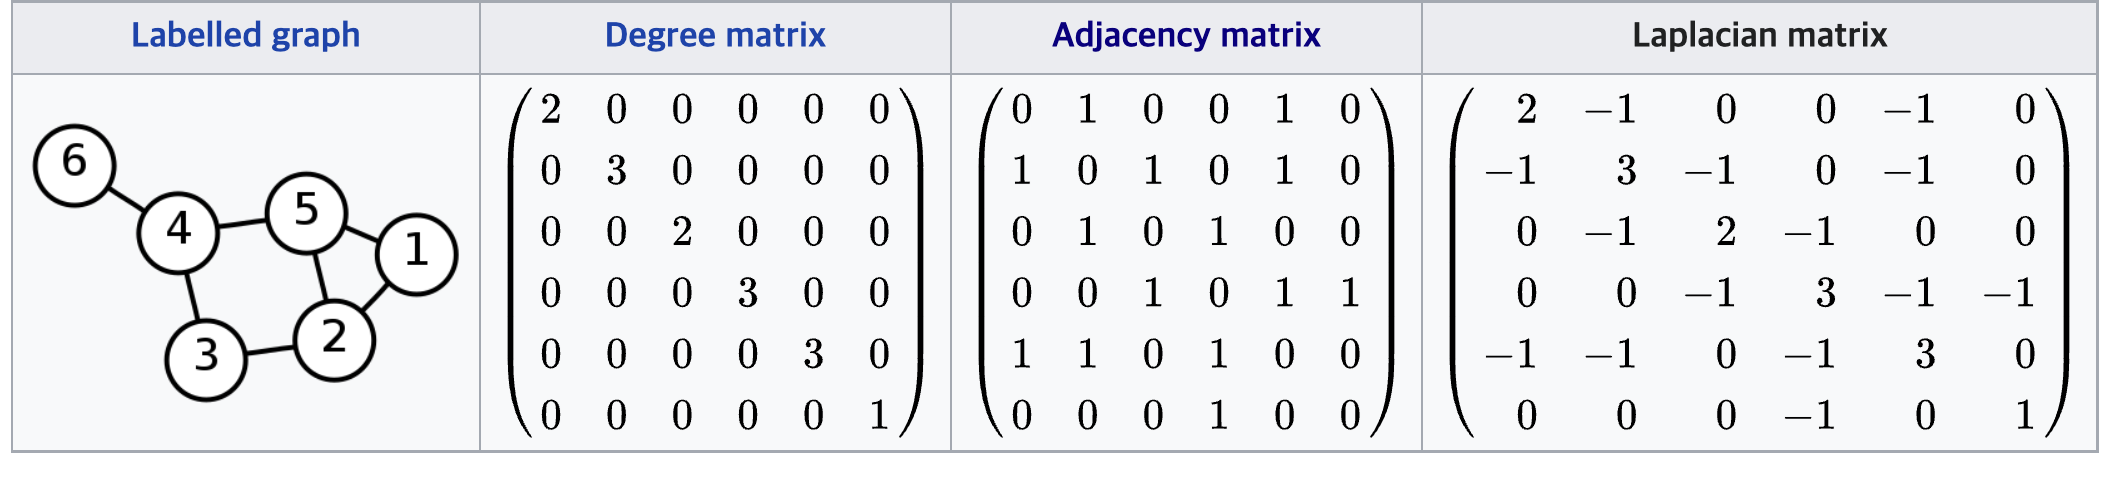 Labelled graph Degree matrix Adjacency matrix Laplacian matrix
6
5
4
1
2
3
2 0 0 0 0 0
0 3 0 0 0 0
0 0 2 0 0 0
0 0 0 3 0 0
0 0 0 0 3 0
0 0 0 0 0 1
0 1 0 0 1 0
1 0 1 0 1 0
0 1 0 1 0 0
0 0 1 0 1 1
1 1 0 1 0 0
0 0 0 1 0 0
2 −1 0 0 −1 0
−1 3 −1 0 −1 0
0 −1 2 −1 0 0
0 0 −1 3 −1 −1
−1 −1 0 −1 3 0
0 0 0 −1 0 1